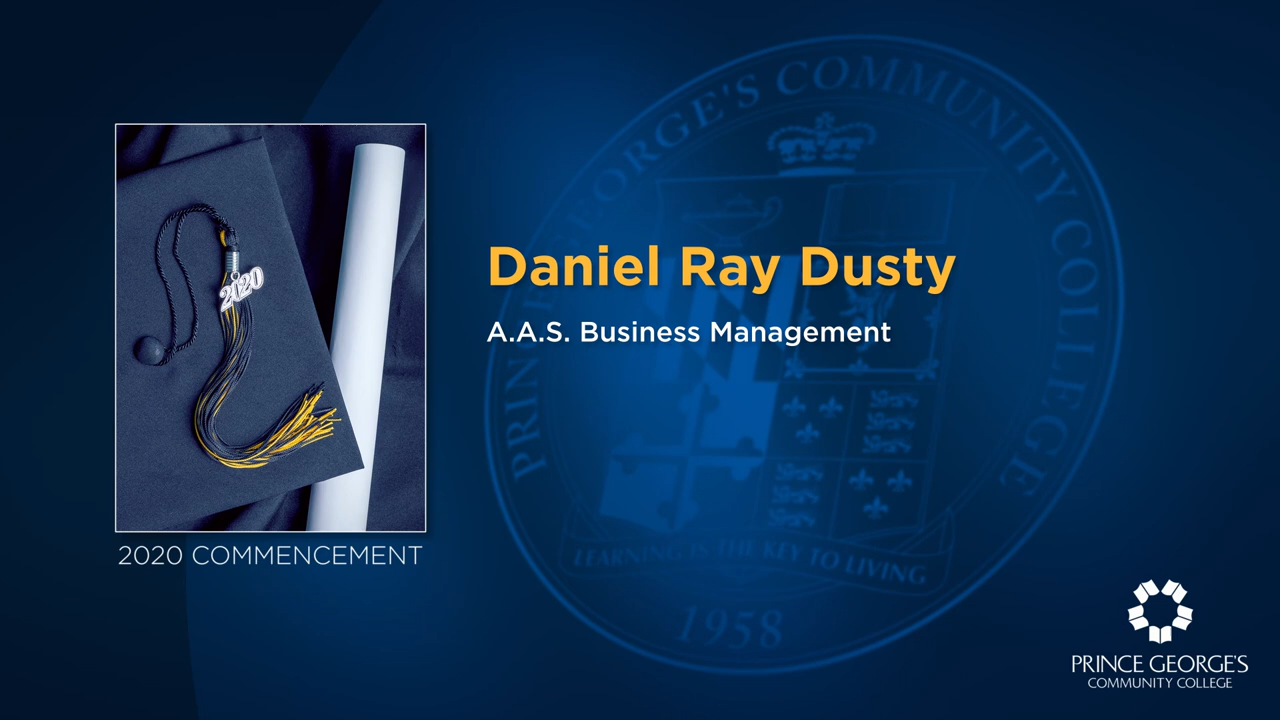 PRINCE GEORGE'S COMMUNITY COLLEGE
2020
Daniel Ray Dusty
A.A.S. Business Management
2020 COMMENCEMENT
LEARNING IS THE KEY TO LIVING
1958
PRINCE GEORGE'S
COMMUNITY COLLEGE